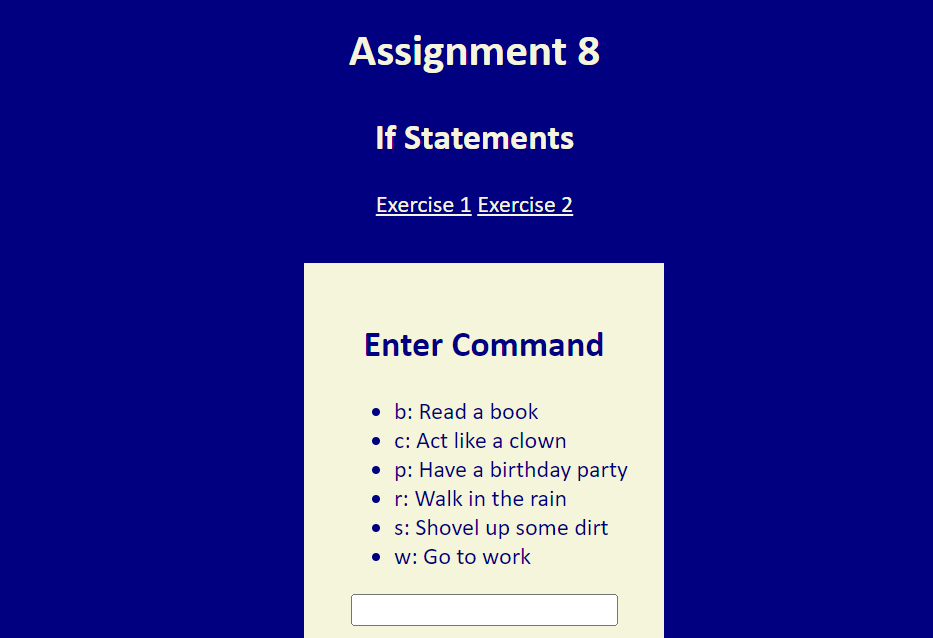 Assignment 8
If Statements
Exercise 1 Exercise 2
Enter Command
• b: Read a book
• c: Act like a clown
• p: Have a birthday party
• r: Walk in the rain
• s: Shovel up some dirt
• w: Go to work